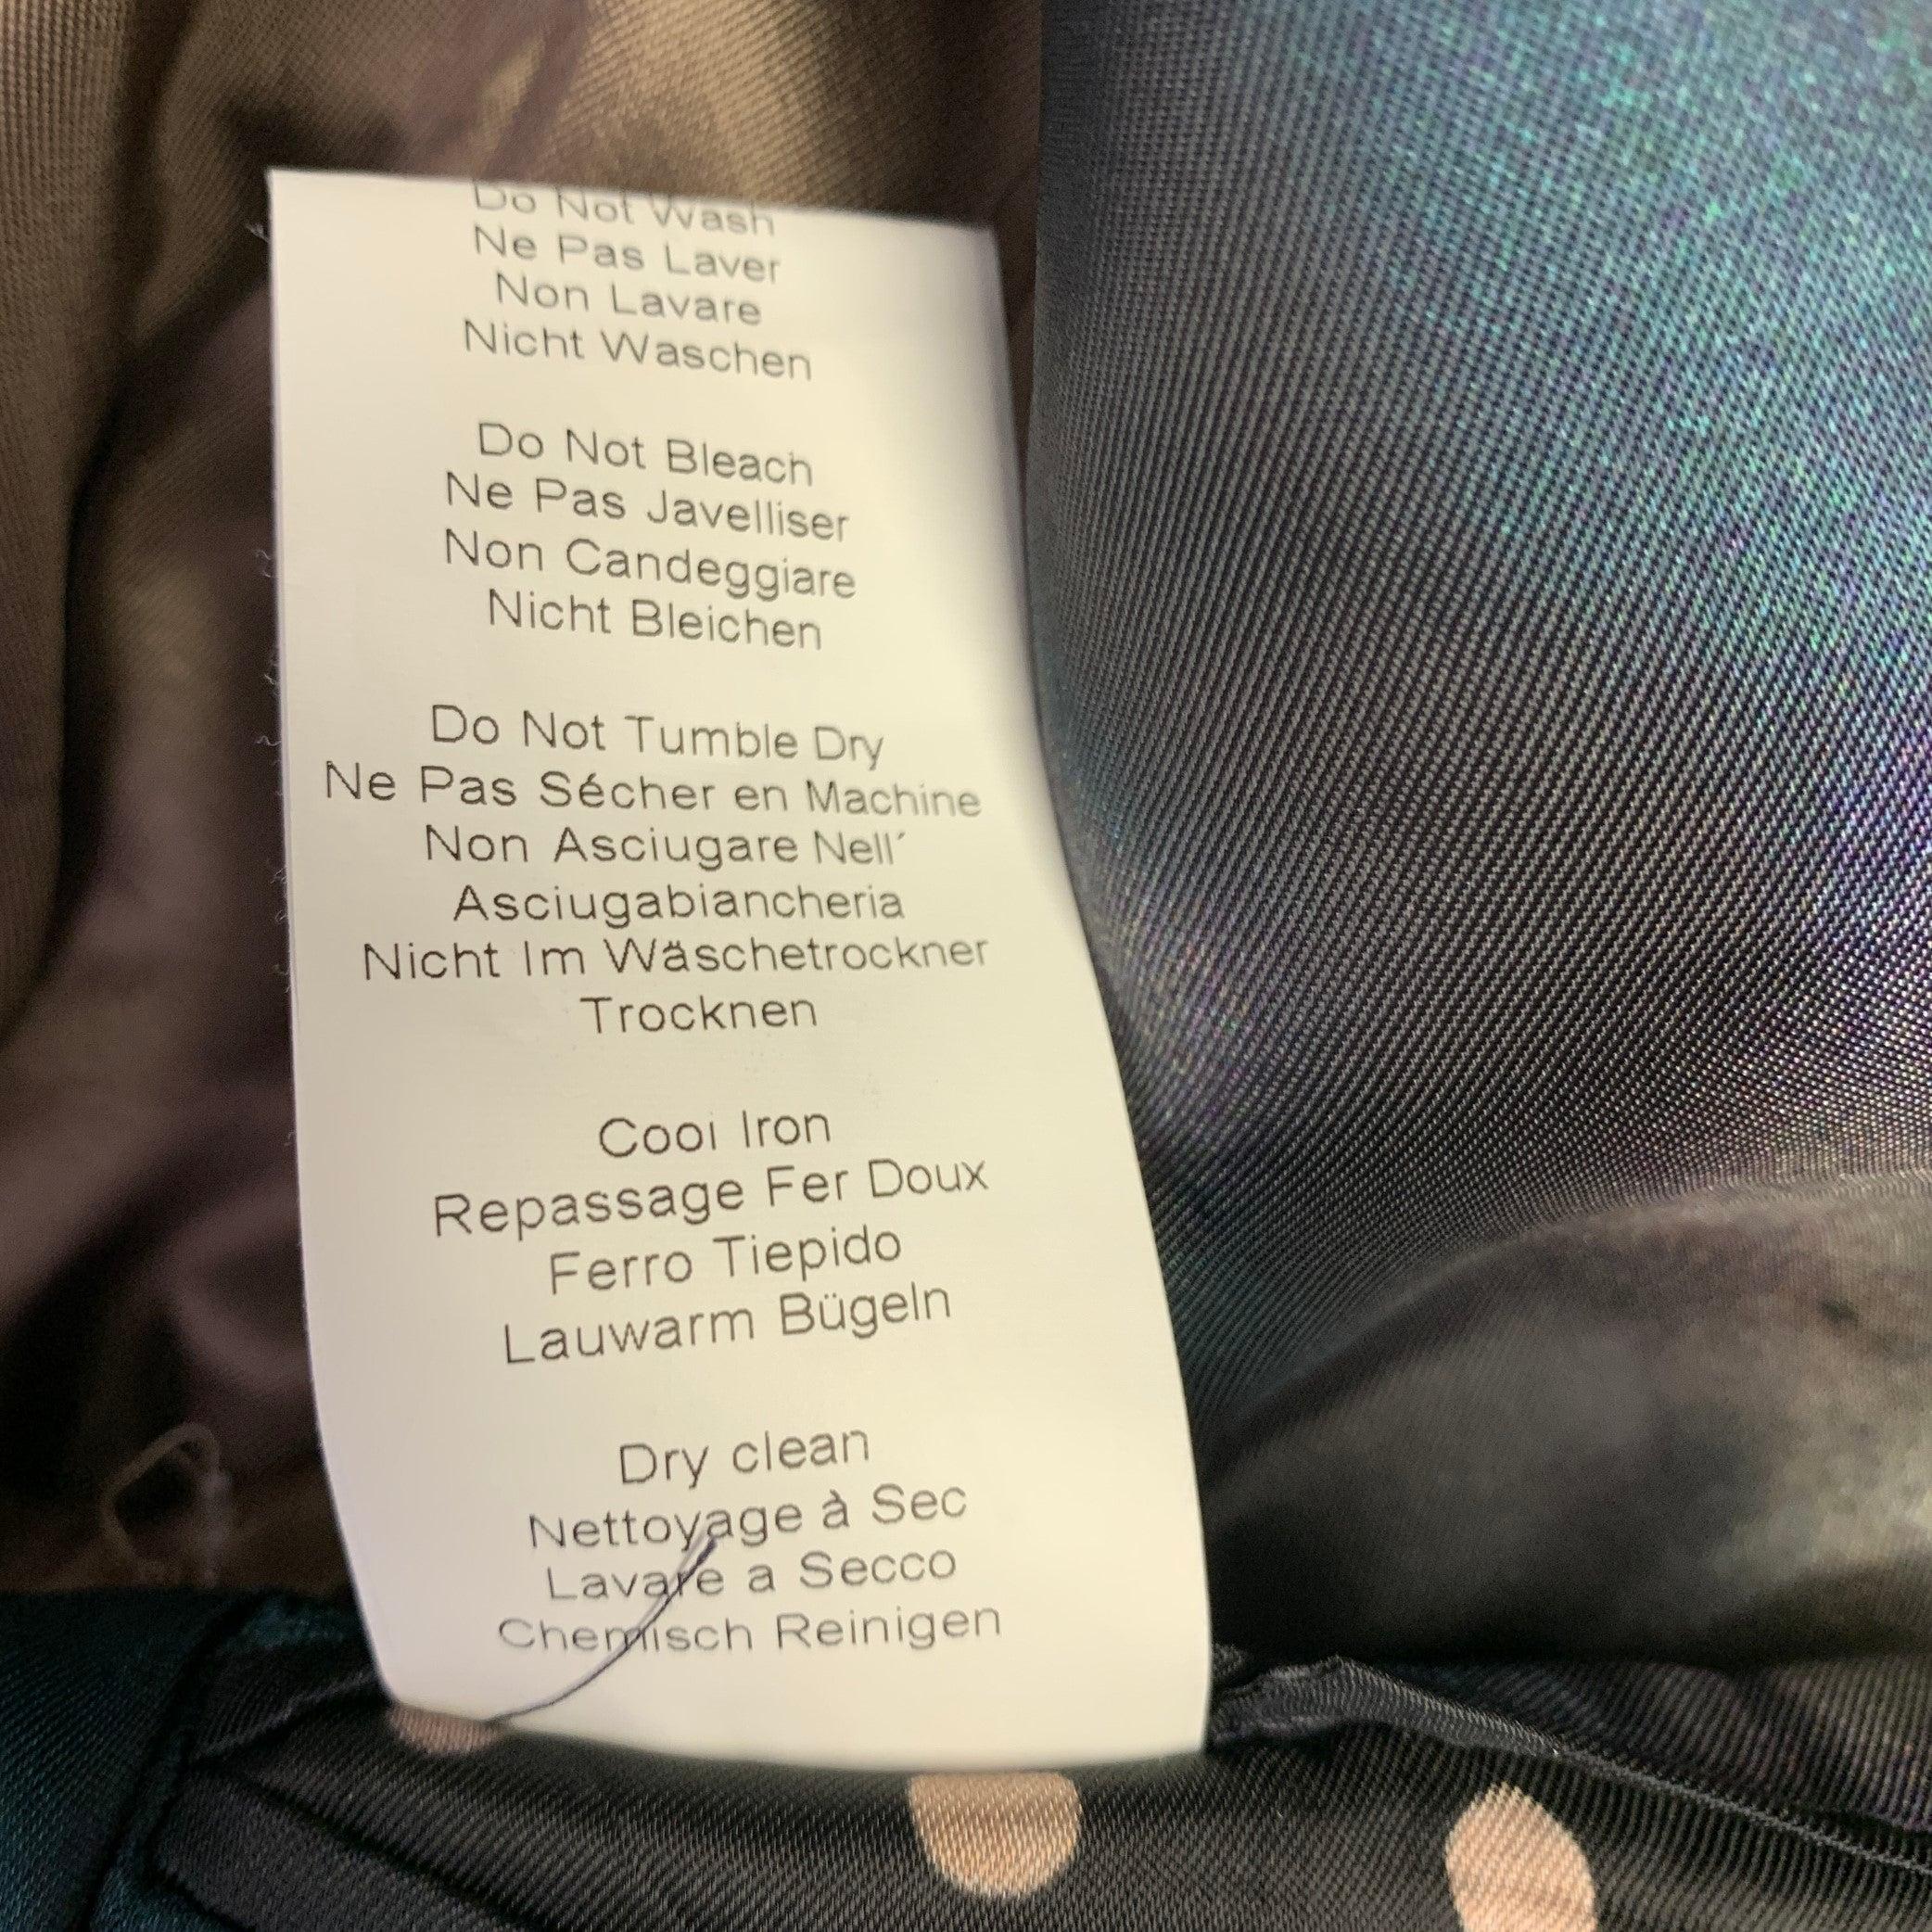 Do Not Wash
Ne Pas Laver
Non Lavare
Nicht Waschen
Do Not Bleach
Ne Pas Javelliser
Non Candeggiare
Nicht Bleichen
Do Not Tumble Dry
Ne Pas Sécher en Machine
Non Asciugare Nell´
Asciugabiancheria
Nicht Im Wäschetrockner
Trocknen
Cooi Iron
Repassage Fer Doux
Ferro Tiepido
Lauwarm Bügeln
Dry clean
Nettoyage à Sec
Lavare a Secco
Chemisch Reinigen